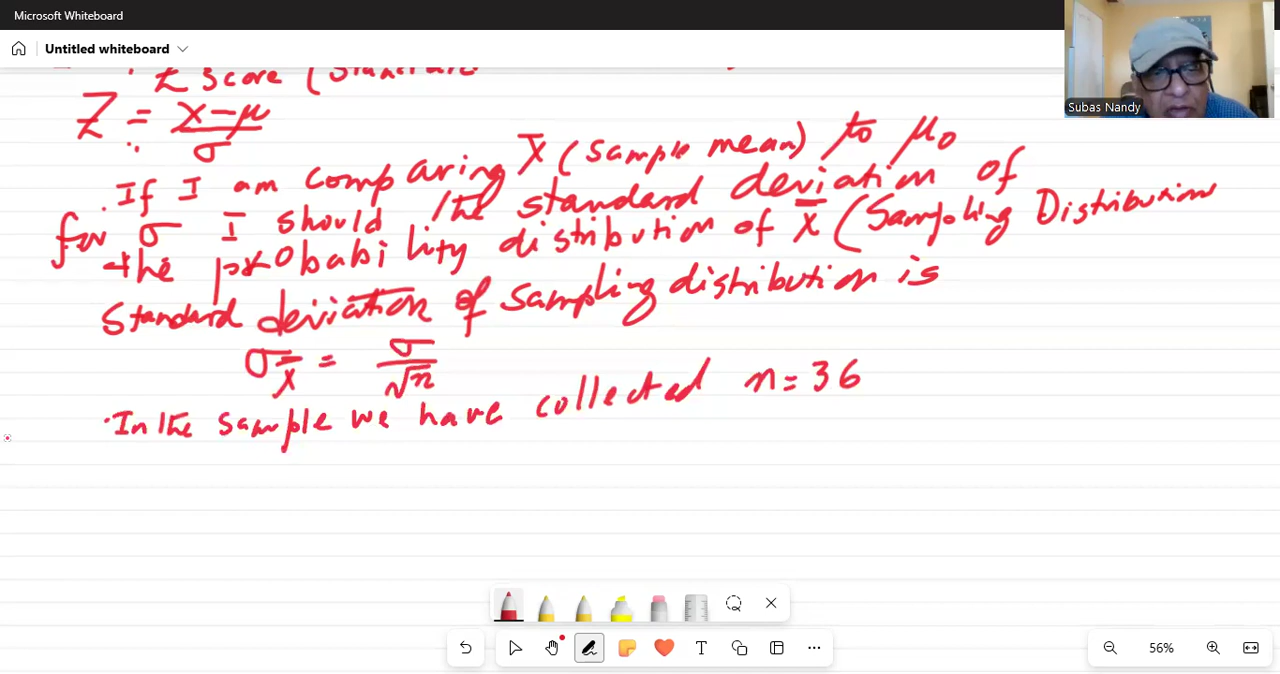 Microsoft Whiteboard
Untitled whiteboard
Z Score (Standard
Z = x-μ / σ
Subas Nandy
If I am comparing X̄ (sample mean) to μ0
for σ I should the standard deviation of
the probability distribution of X̄ (Sampling Distribution
Standard deviation of sampling distribution is
σx̄ = σ / √n
In the sample we have collected n = 36
56%